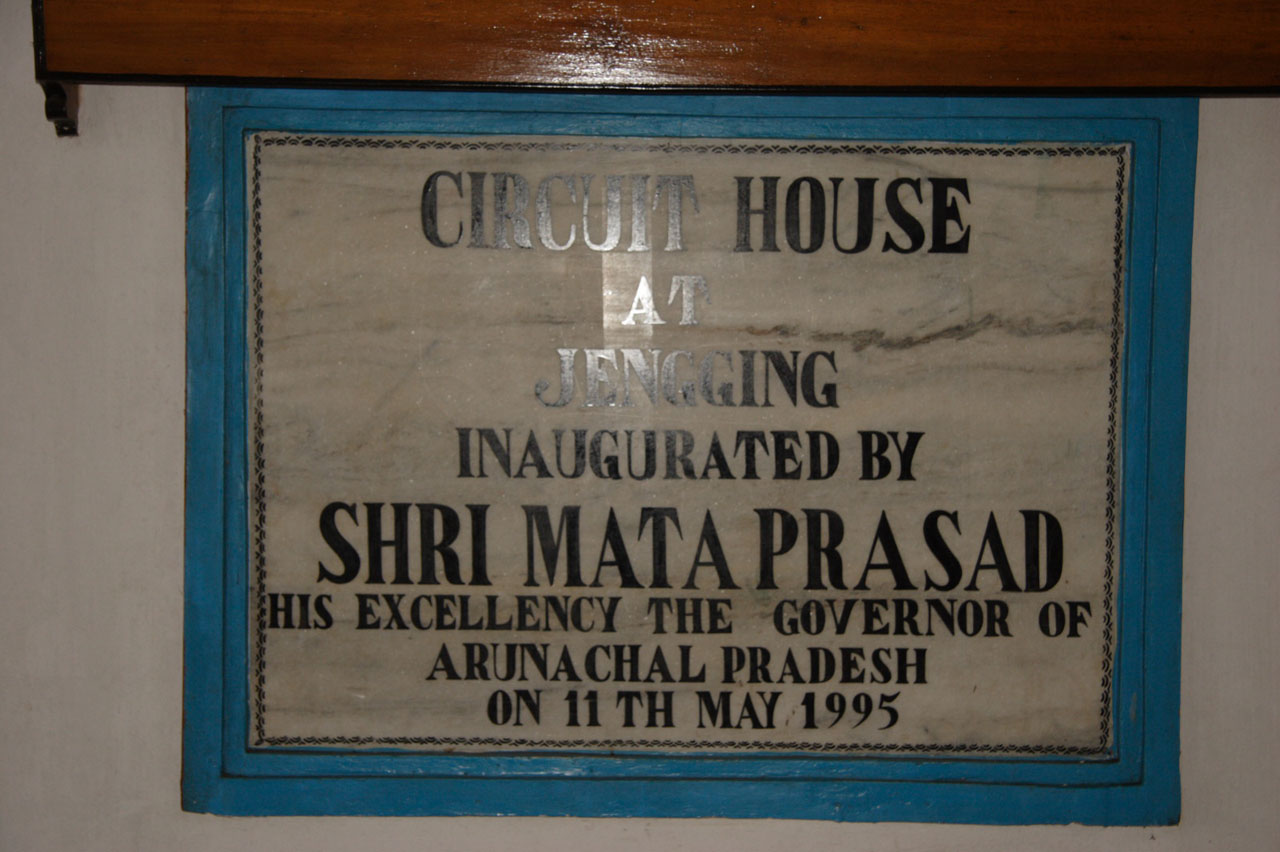 CIRCUIT HOUSE
AT
JENGGING
INAUGURATED BY
SHRI MATA PRASAD
HIS EXCELLENCY THE GOVERNOR OF
ARUNACHAL PRADESH
ON 11 TH MAY 1995